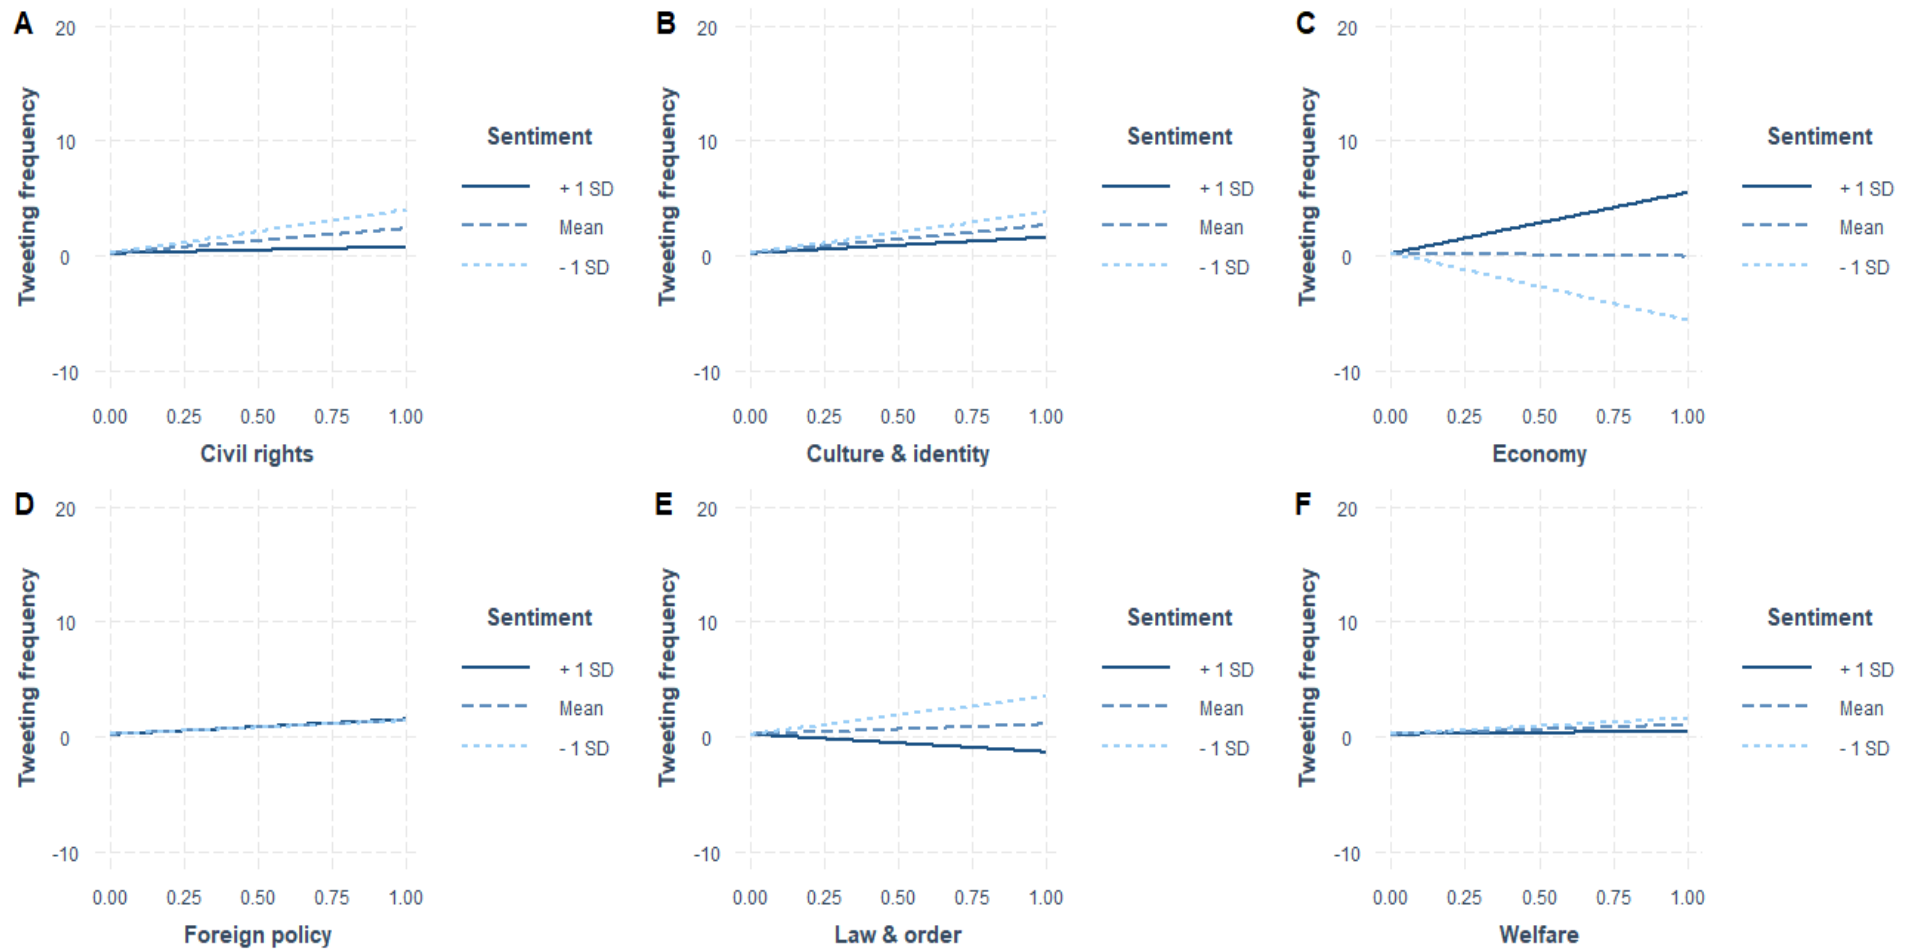 A
20
10
0
-10
Tweeting frequency
0.00 0.25 0.50 0.75 1.00
Civil rights
Sentiment
+ 1 SD
Mean
- 1 SD
B
20
10
0
-10
Tweeting frequency
0.00 0.25 0.50 0.75 1.00
Culture & identity
Sentiment
+ 1 SD
Mean
- 1 SD
C
20
10
0
-10
Tweeting frequency
0.00 0.25 0.50 0.75 1.00
Economy
Sentiment
+ 1 SD
Mean
- 1 SD
D
20
10
0
-10
Tweeting frequency
0.00 0.25 0.50 0.75 1.00
Foreign policy
Sentiment
+ 1 SD
Mean
- 1 SD
E
20
10
0
-10
Tweeting frequency
0.00 0.25 0.50 0.75 1.00
Law & order
Sentiment
+ 1 SD
Mean
- 1 SD
F
20
10
0
-10
Tweeting frequency
0.00 0.25 0.50 0.75 1.00
Welfare
Sentiment
+ 1 SD
Mean
- 1 SD